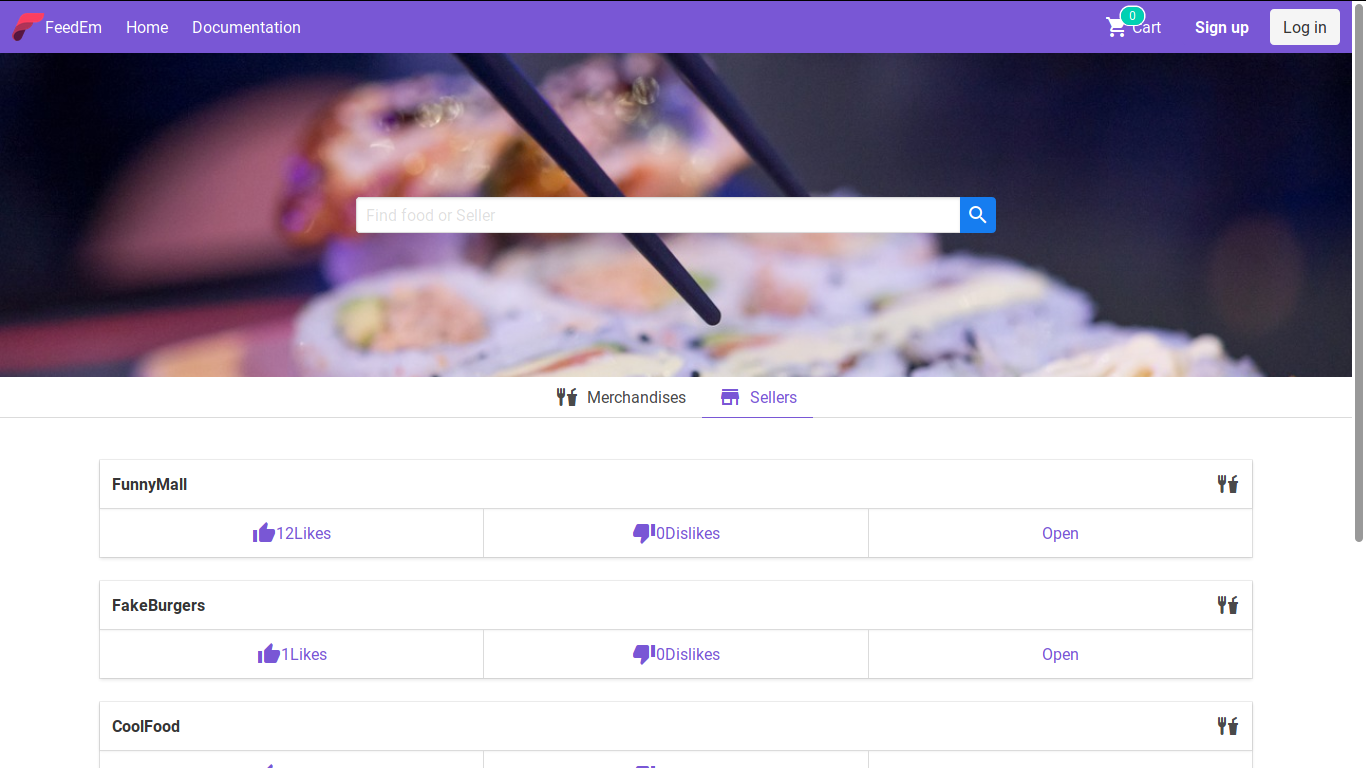 FeedEm Home Documentation 0 Cart Sign up Log in
Find food or Seller
Merchandises Sellers
FunnyMall
12Likes 0Dislikes Open
FakeBurgers
1Likes 0Dislikes Open
CoolFood